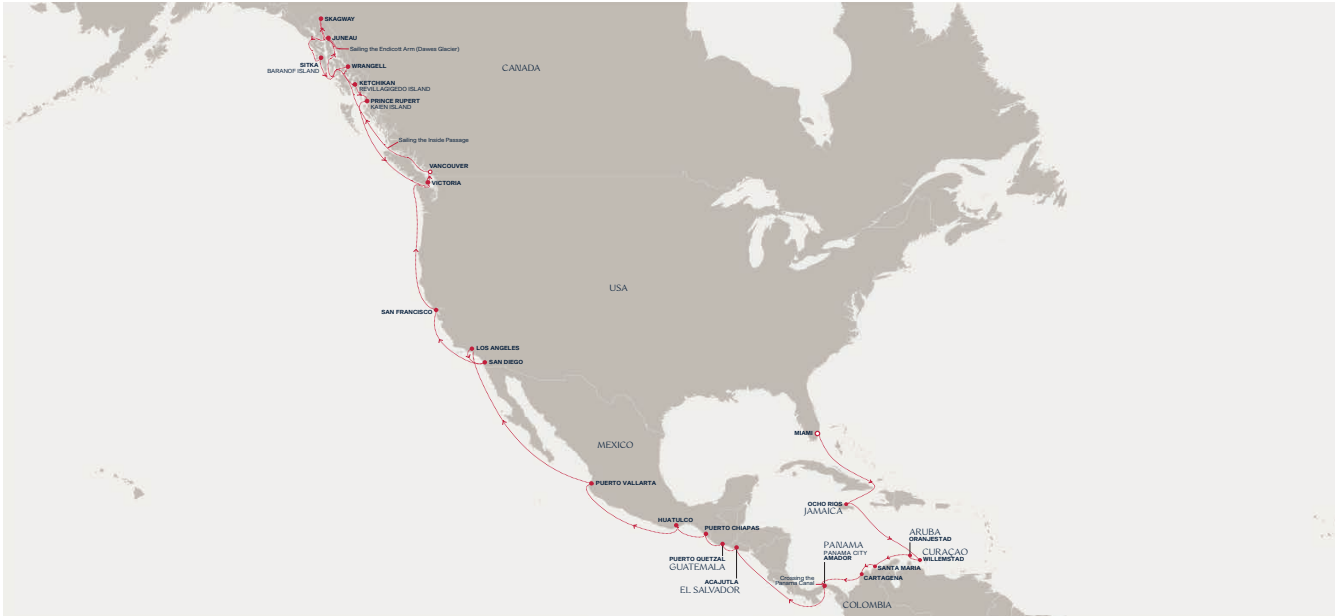 SKAGWAY
JUNEAU
Sailing the Endicott Arm (Dawes Glacier)
SITKA
BARANOF ISLAND
WRANGELL
CANADA
KETCHIKAN
REVILLAGIGEDO ISLAND
PRINCE RUPERT
KAIEN ISLAND
Sailing the Inside Passage
VANCOUVER
VICTORIA
USA
SAN FRANCISCO
LOS ANGELES
SAN DIEGO
MIAMI
MEXICO
PUERTO VALLARTA
OCHO RIOS
JAMAICA
HUATULCO
PUERTO CHIAPAS
ARUBA
ORANJESTAD
PANAMA
PANAMA CITY
AMADOR
CURAÇAO
WILLEMSTAD
PUERTO QUETZAL
GUATEMALA
SANTA MARIA
CARTAGENA
ACAJUTLA
EL SALVADOR
Crossing the
Panama Canal
COLOMBIA